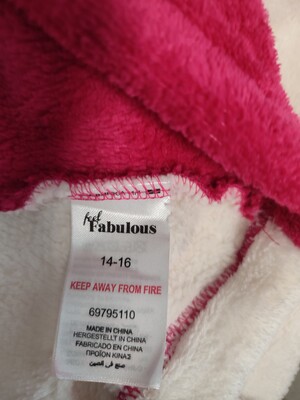 feel
Fabulous
14-16
KEEP AWAY FROM FIRE
69795110
MADE IN CHINA
HERGESTELLT IN CHINA
FABRICADO EN CHINA
ΠΡΟΪΟΝ ΚΙΝΑΣ
صنع في الصين